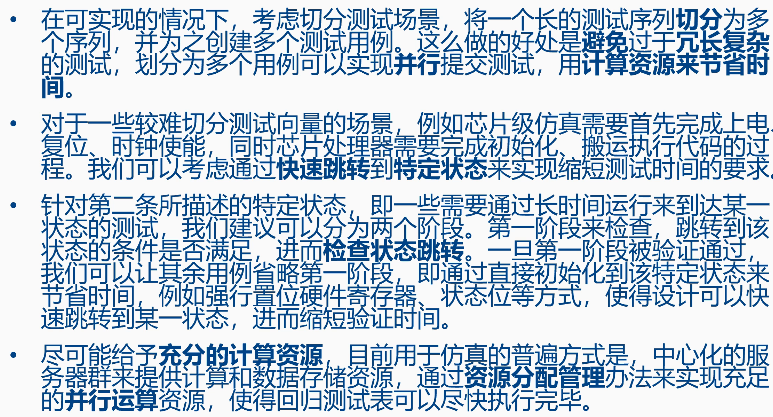 • 在可实现的情况下，考虑切分测试场景，将一个长的测试序列切分为多
个序列，并为之创建多个测试用例。这么做的好处是避免过于冗长复杂
的测试，划分为多个用例可以实现并行提交测试，用计算资源来节省时
间。
• 对于一些较难切分测试向量的场景，例如芯片级仿真需要首先完成上电、
复位、时钟使能，同时芯片处理器需要完成初始化、搬运执行代码的过
程。我们可以考虑通过快速跳转到特定状态来实现缩短测试时间的要求。
• 针对第二条所描述的特定状态，即一些需要通过长时间运行来到达某一
状态的测试，我们建议可以分为两个阶段。第一阶段来检查，跳转到该
状态的条件是否满足，进而检查状态跳转。一旦第一阶段被验证通过，
我们可以让其余用例省略第一阶段，即通过直接初始化到该特定状态来
节省时间，例如强行置位硬件寄存器、状态位等方式，使得设计可以快
速跳转到某一状态，进而缩短验证时间。
• 尽可能给予充分的计算资源，目前用于仿真的普遍方式是，中心化的服
务器群来提供计算和数据存储资源，通过资源分配管理办法来实现充足
的并行运算资源，使得回归测试表可以尽快执行完毕。